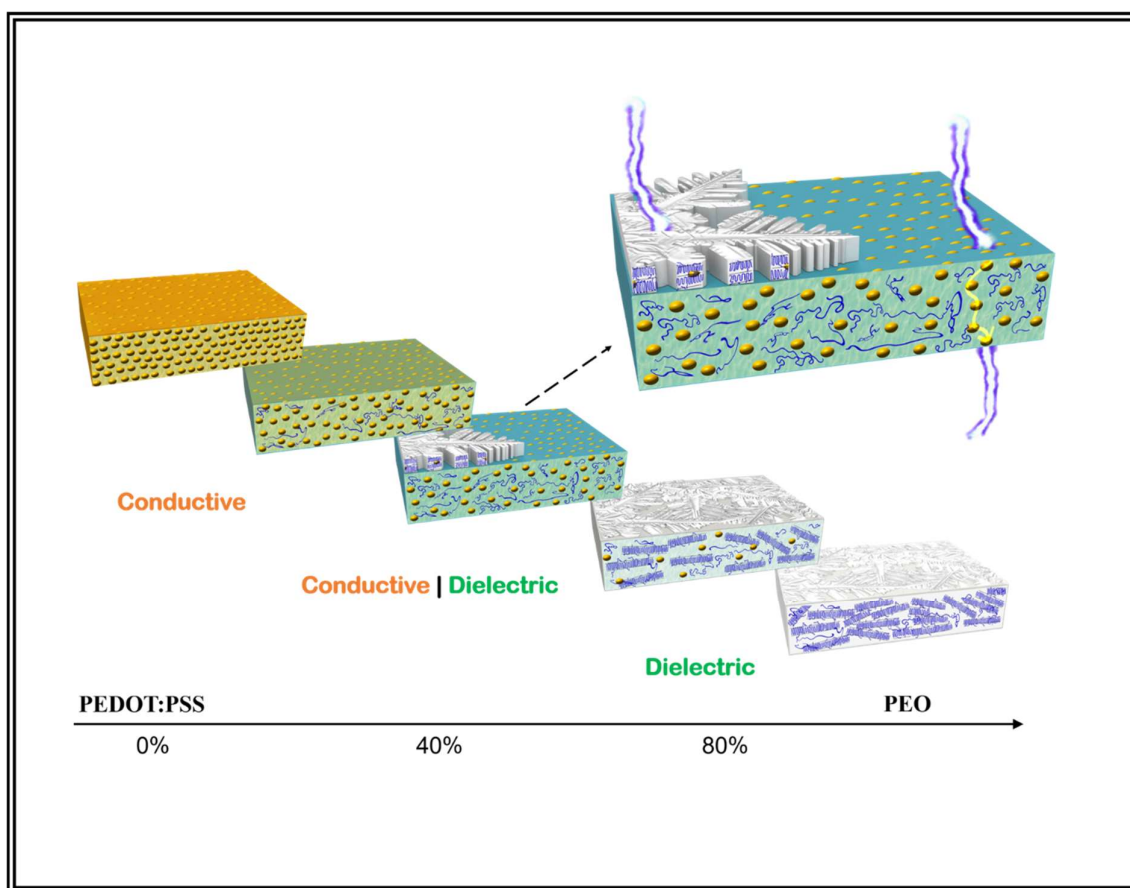 Conductive
Conductive | Dielectric
Dielectric
PEDOT:PSS PEO
0% 40% 80%